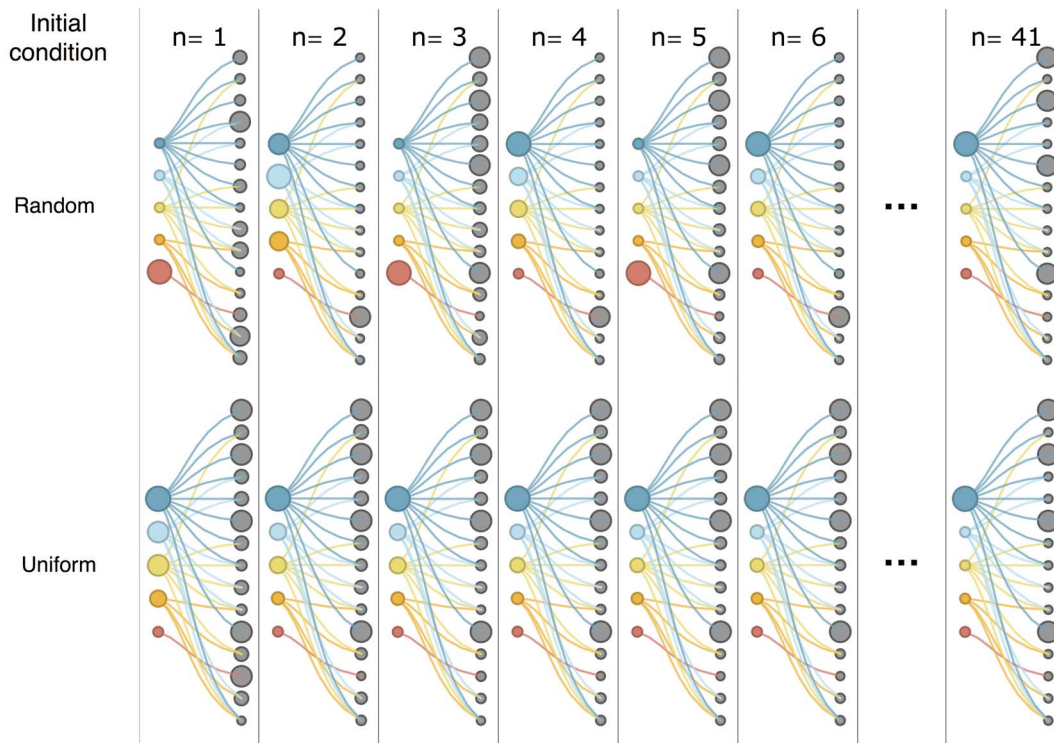 Initial
condition
n= 1
n= 2
n= 3
n= 4
n= 5
n= 6
n= 41
Random
...
Uniform
...